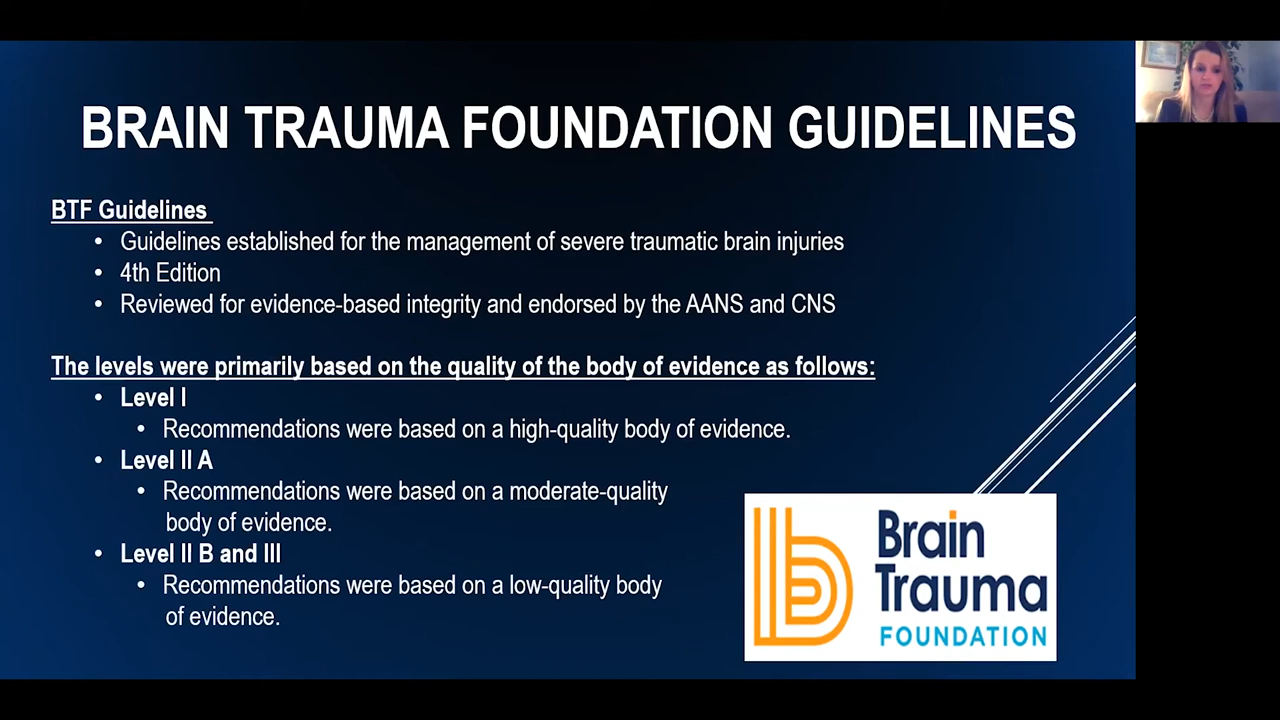 BRAIN TRAUMA FOUNDATION GUIDELINES
BTF Guidelines
• Guidelines established for the management of severe traumatic brain injuries
• 4th Edition
• Reviewed for evidence-based integrity and endorsed by the AANS and CNS
The levels were primarily based on the quality of the body of evidence as follows:
• Level I
• Recommendations were based on a high-quality body of evidence.
• Level II A
• Recommendations were based on a moderate-quality
body of evidence.
• Level II B and III
• Recommendations were based on a low-quality body
of evidence.
Brain
Trauma
FOUNDATION